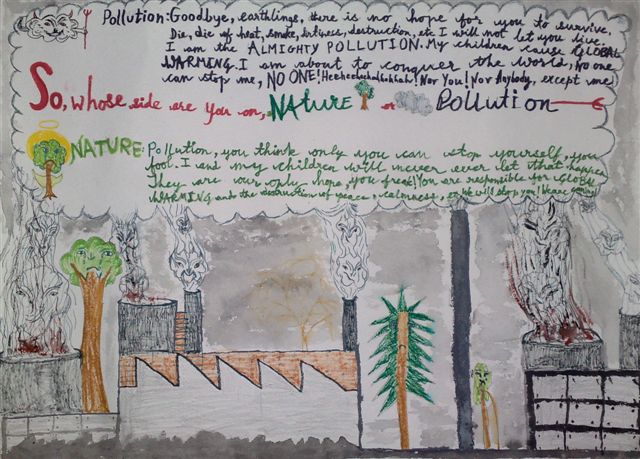 Pollution: Goodbye, earthlings, there is no hope for you to survive,
Die, die of heat, smoke, dirtiness, destruction, etc I will not let you live
I am the ALMIGHTY POLLUTION. My children cause GLOBAL
WARMING. I am about to conquer the world, No one
can stop me, NO ONE! Nor You! Nor Anybody, except me
So, whose side are you on, NAture or Pollution
NATURE: Pollution, you think only you can stop yourself, you
fool. I and my children will never ever let that happen
They are our only hope, you freak! You are responsible for GLOBAL
WARMING and the destruction of peace, calmness, We will stop you!